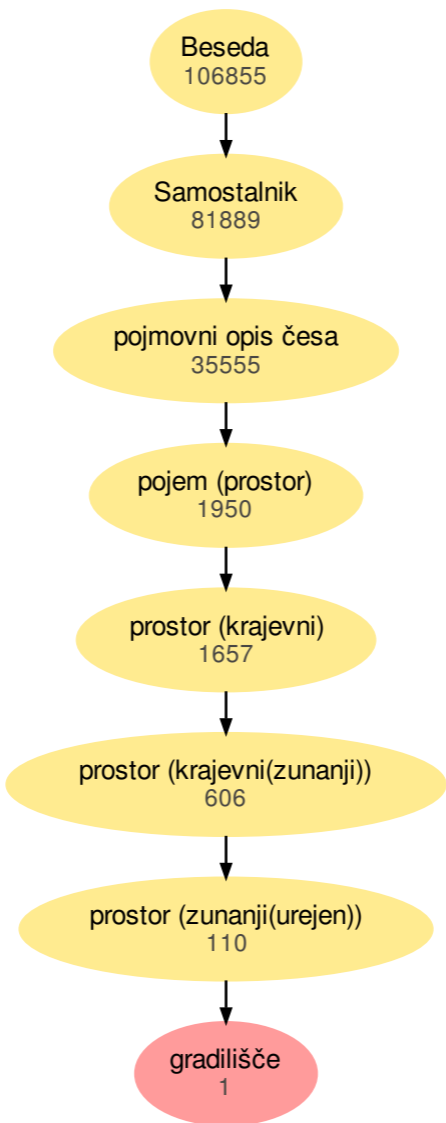 Beseda
106855
Samostalnik
81889
pojmovni opis česa
35555
pojem (prostor)
1950
prostor (krajevni)
1657
prostor (krajevni(zunanji))
606
prostor (zunanji(urejen))
110
gradilišče
1